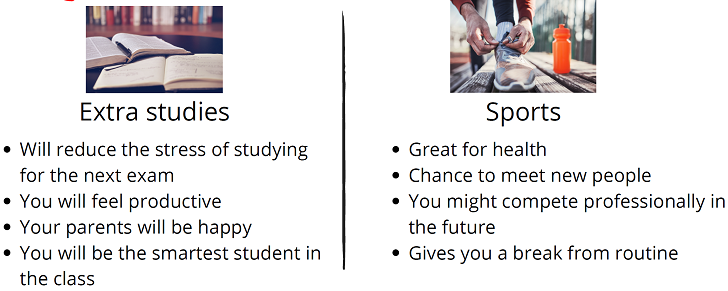 Extra studies
• Will reduce the stress of studying
for the next exam
• You will feel productive
• Your parents will be happy
• You will be the smartest student in
the class
Sports
• Great for health
• Chance to meet new people
• You might compete professionally in
the future
• Gives you a break from routine